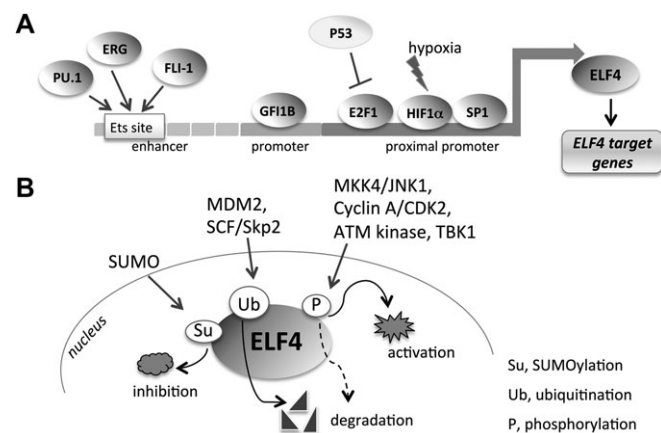 A
P53
hypoxia
ERG
PU.1
FLI-1
ELF4
GFI1B
E2F1
HIF1α
SP1
Ets site
enhancer
promoter
proximal promoter
ELF4 target
genes
B
MKK4/JNK1,
Cyclin A/CDK2,
ATM kinase, TBK1
MDM2,
SCF/Skp2
SUMO
nucleus
Su
Ub
P
ELF4
activation
inhibition
degradation
Su, SUMOylation
Ub, ubiquitination
P, phosphorylation